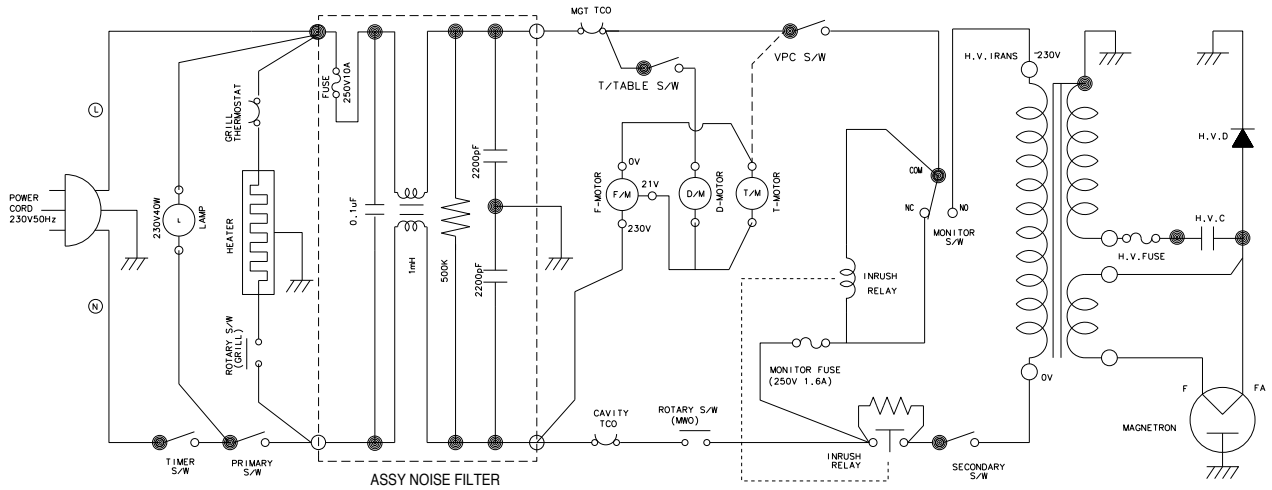 MGT TCO
VPC S/W
T/TABLE S/W
H.V.TRANS
230V
FUSE
250V10A
GRILL
THERMOSTAT
L
POWER
CORD
230V50Hz
L
230V40W
LAMP
HEATER
N
ROTARY S/W
(GRILL)
TIMER
S/W
PRIMARY
S/W
0.1uF
1mH
500K
2200pF
2200pF
ASSY NOISE FILTER
0V
F-MOTOR
F/M
21V
230V
D/M
D-MOTOR
T/M
T-MOTOR
COM
NC
NO
MONITOR
S/W
INRUSH
RELAY
MONITOR FUSE
(250V 1.6A)
CAVITY
TCO
ROTARY S/W
(MWO)
INRUSH
RELAY
SECONDARY
S/W
0V
H.V.D
H.V.C
H.V.FUSE
F
FA
MAGNETRON